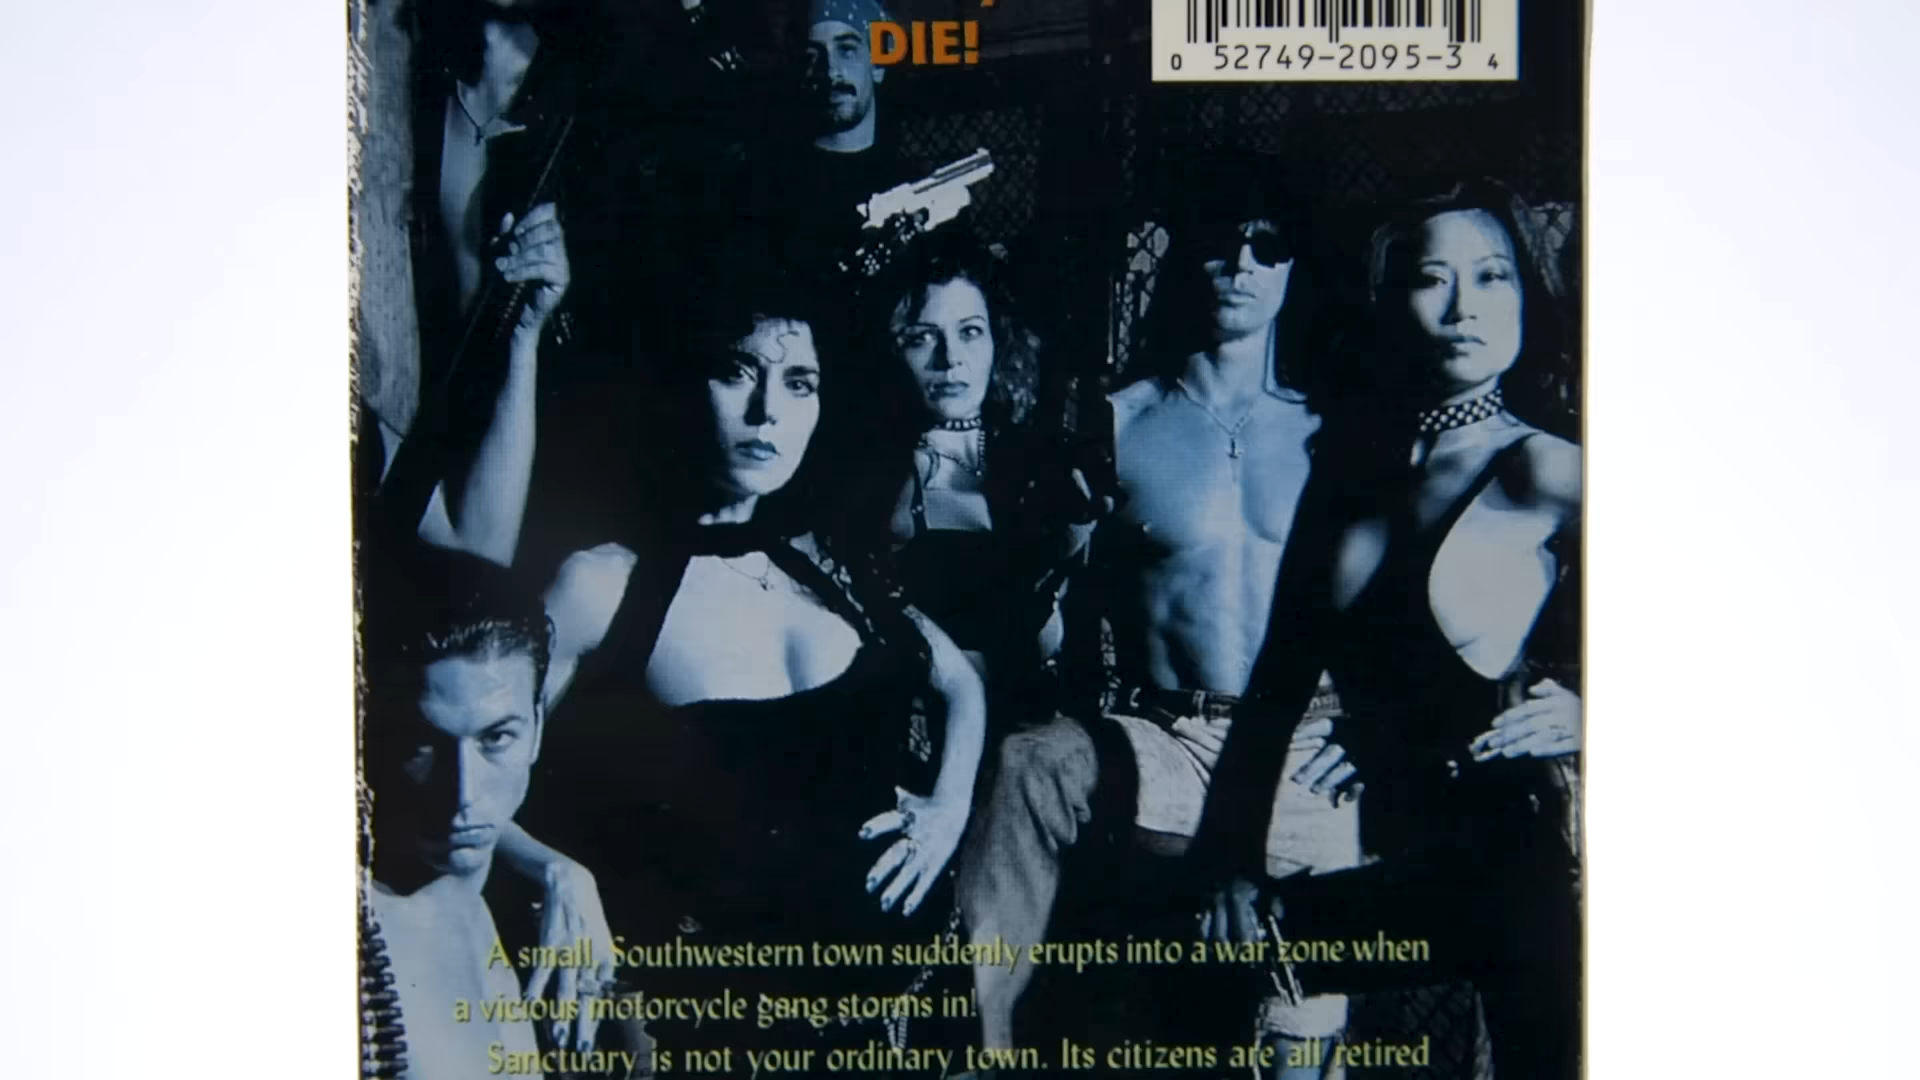 DIE!
0 52749-2095-3 4
A small, Southwestern town suddenly erupts into a war zone when
a vicious motorcycle gang storms in!
Sanctuary is not your ordinary town. Its citizens are all retired